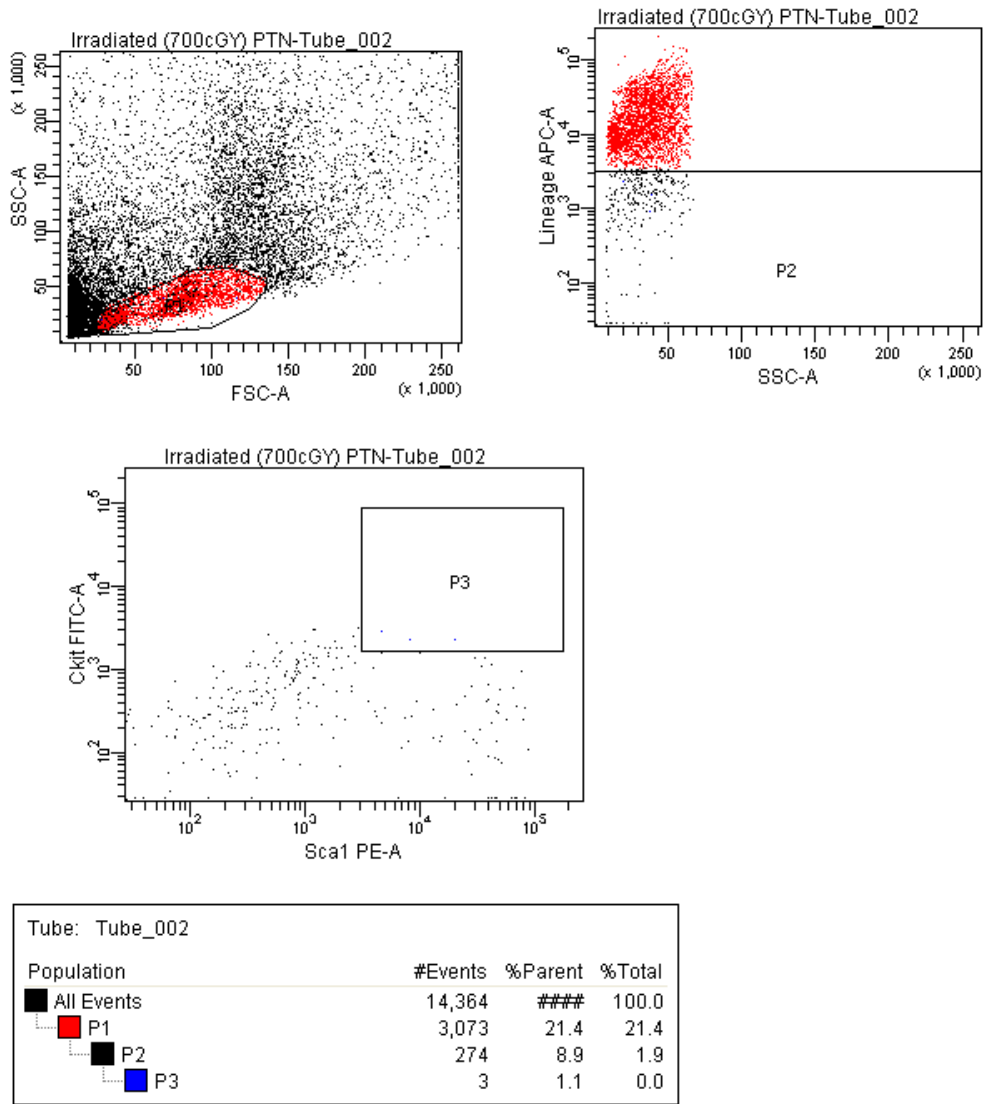 Irradiated (700cGY) PTN-Tube_002
SSC-A
(x 1,000)
250
200
150
100
50
P1
50 100 150 200 250
FSC-A
(x 1,000)
Irradiated (700cGY) PTN-Tube_002
Lineage APC-A
10^5
10^4
10^3
10^2
P2
50 100 150 200 250
SSC-A
(x 1,000)
Irradiated (700cGY) PTN-Tube_002
Ckit FITC-A
10^5
10^4
10^3
10^2
P3
10^2 10^3 10^4 10^5
Sca1 PE-A
Tube: Tube_002
Population #Events %Parent %Total
All Events 14,364 #### 100.0
P1 3,073 21.4 21.4
P2 274 8.9 1.9
P3 3 1.1 0.0